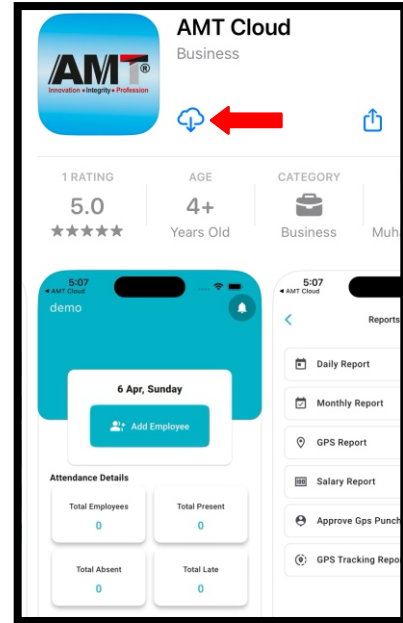 AMT Cloud
Business
AMT®
Innovation •Integrity• Profession
1 RATING
5.0
AGE
4+
Years Old
CATEGORY
Business
Muha
5:07
AMT Cloud
demo
6 Apr, Sunday
Add Employee
Attendance Details
Total Employees
0
Total Present
0
Total Absent
0
Total Late
0
5:07
AMT Cloud
Reports
Daily Report
Monthly Report
GPS Report
Salary Report
Approve Gps Punch
GPS Tracking Repo